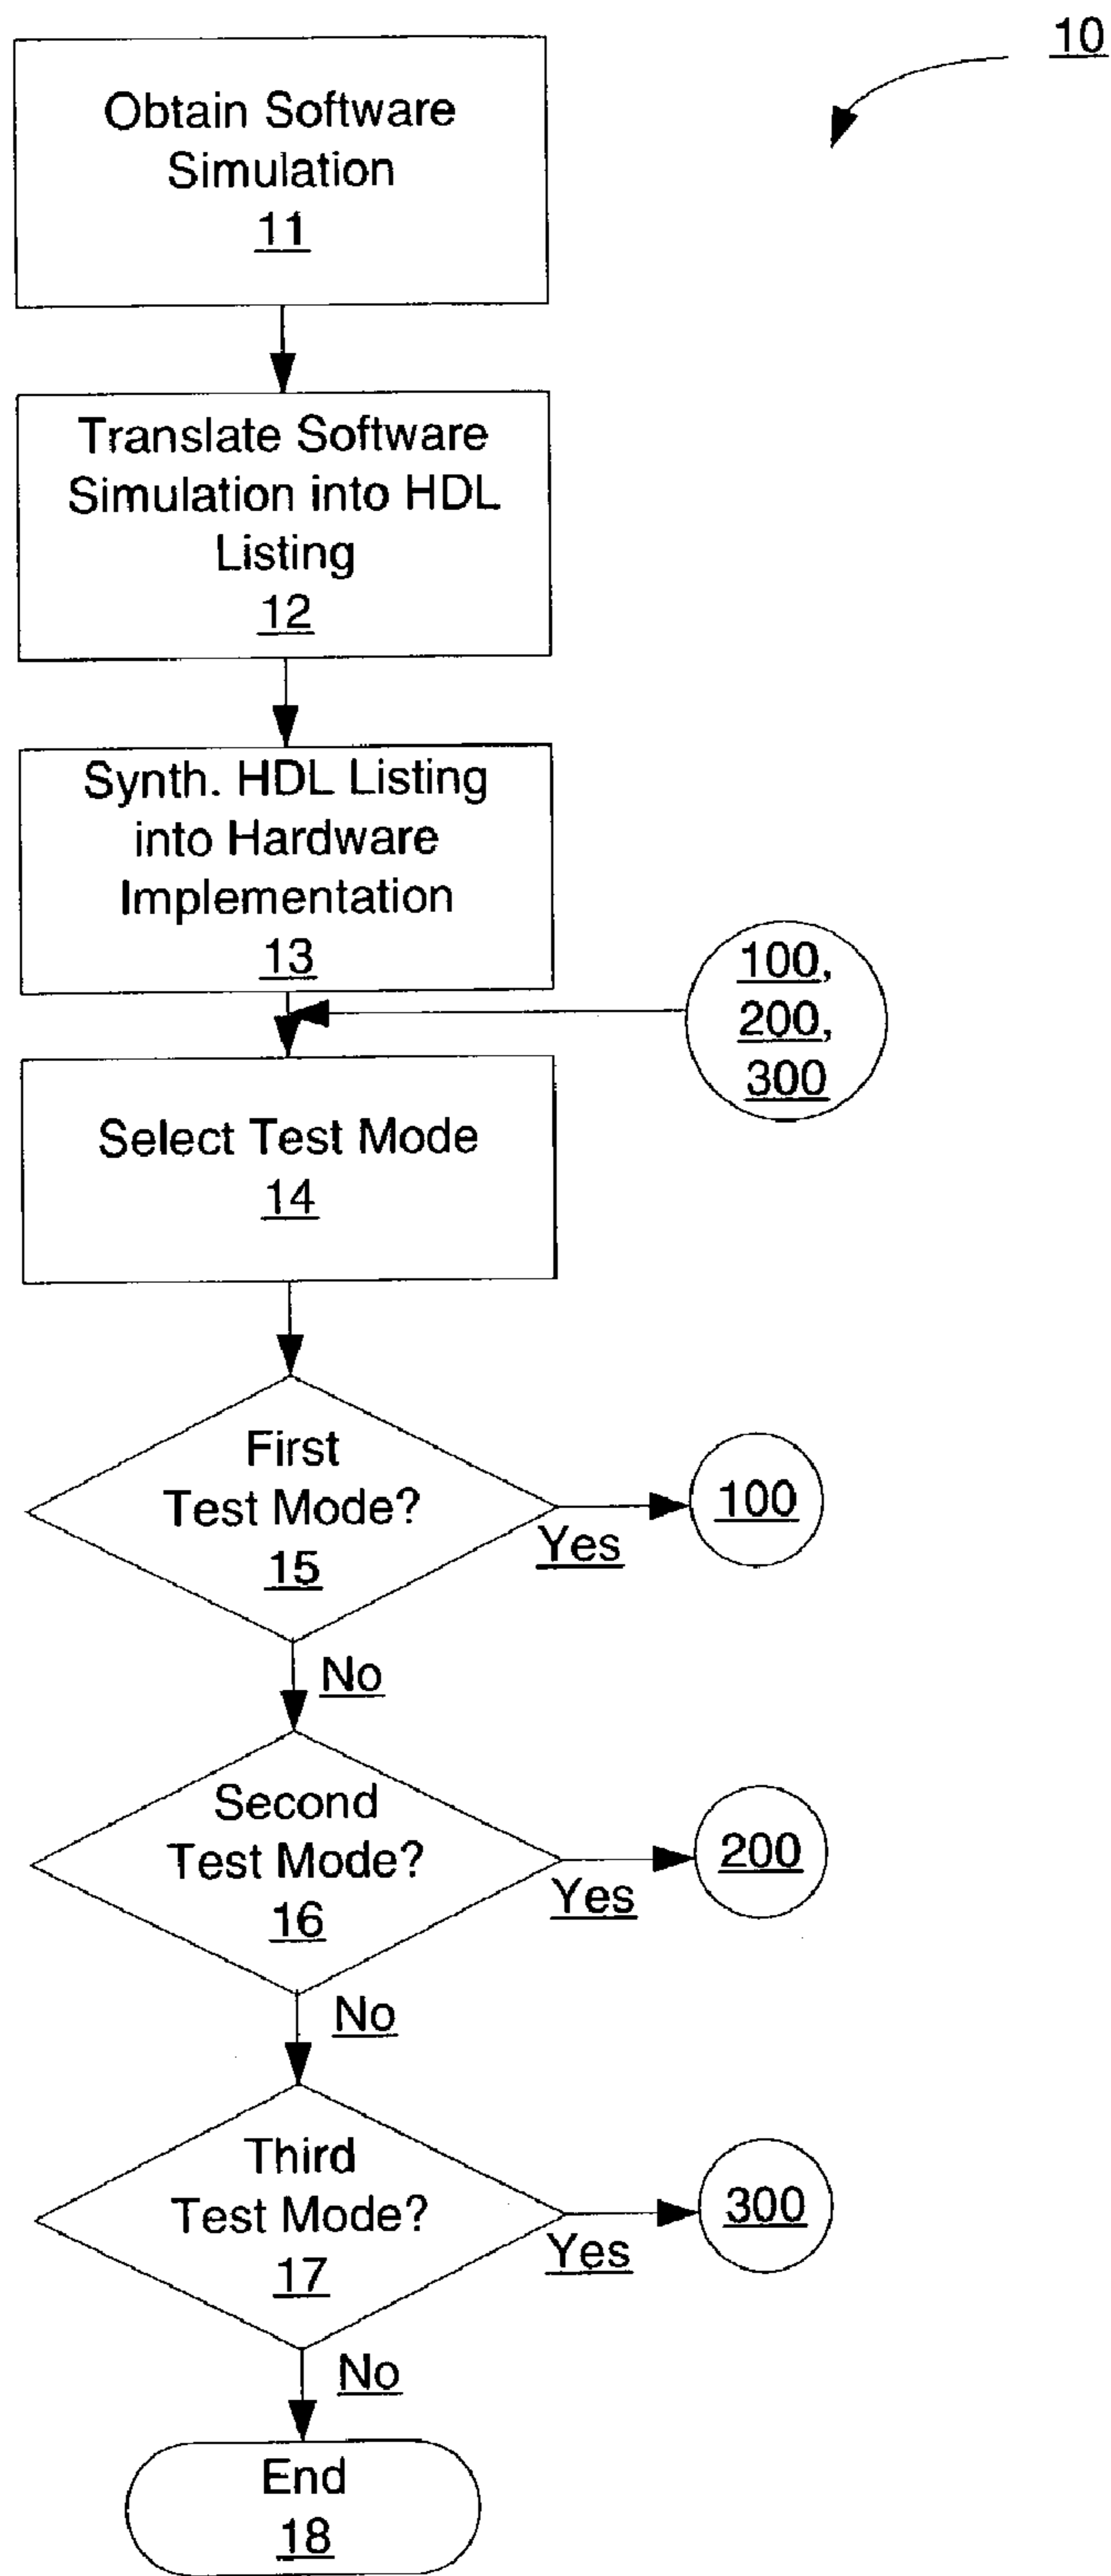 10
Obtain Software
Simulation
11
Translate Software
Simulation into HDL
Listing
12
Synth. HDL Listing
into Hardware
Implementation
13
100,
200,
300
Select Test Mode
14
First
Test Mode?
15
Yes
100
No
Second
Test Mode?
16
Yes
200
No
Third
Test Mode?
17
Yes
300
No
End
18